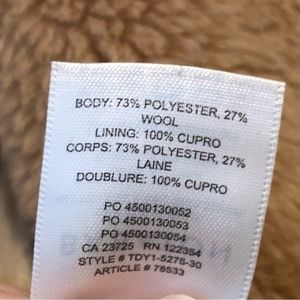 BODY: 73% POLYESTER, 27%
WOOL
LINING: 100% CUPRO
CORPS: 73% POLYESTER, 27%
LAINE
DOUBLURE: 100% CUPRO
PO 4500130052
PO 4500130053
PO 4500130054
CA 23725 RN 122354
STYLE # TDY1-5275-30
ARTICLE # 76533